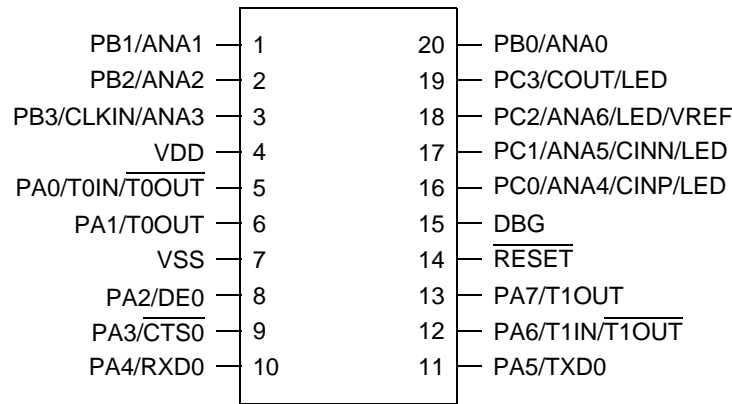 PB1/ANA1 1 20 PB0/ANA0
PB2/ANA2 2 19 PC3/COUT/LED
PB3/CLKIN/ANA3 3 18 PC2/ANA6/LED/VREF
VDD 4 17 PC1/ANA5/CINN/LED
PA0/T0IN/T0OUT 5 16 PC0/ANA4/CINP/LED
PA1/T0OUT 6 15 DBG
VSS 7 14 RESET
PA2/DE0 8 13 PA7/T1OUT
PA3/CTS0 9 12 PA6/T1IN/T1OUT
PA4/RXD0 10 11 PA5/TXD0